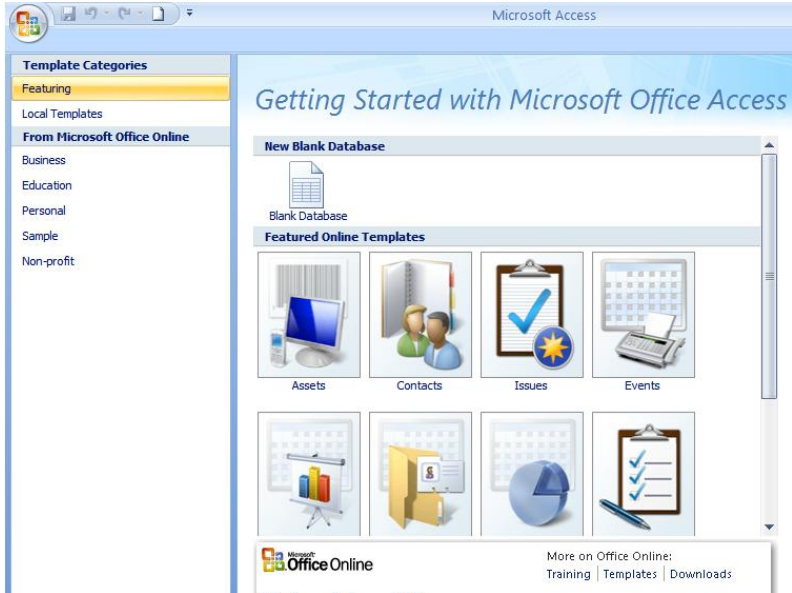 Microsoft Access
Template Categories
Featuring
Local Templates
From Microsoft Office Online
Business
Education
Personal
Sample
Non-profit
Getting Started with Microsoft Office Access
New Blank Database
Blank Database
Featured Online Templates
Assets
Contacts
Issues
Events
Microsoft
Office Online
More on Office Online:
Training | Templates | Downloads